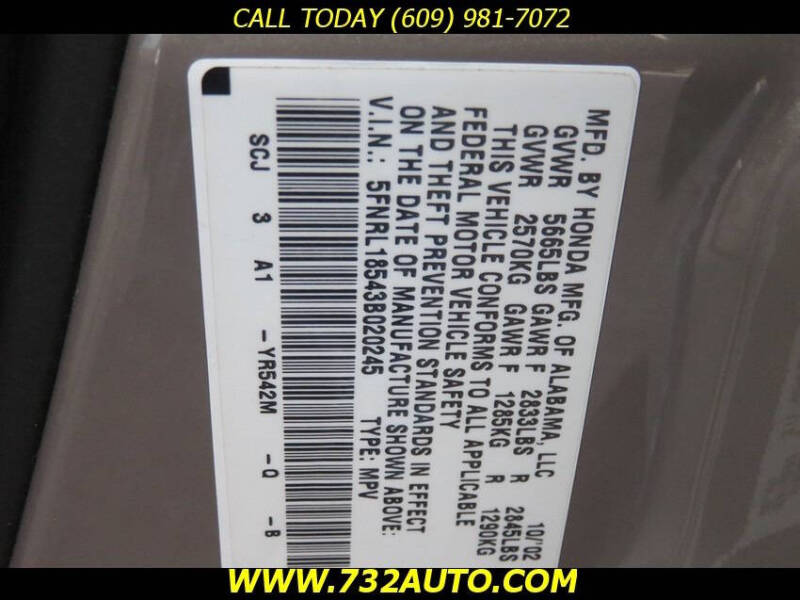 CALL TODAY (609) 981-7072
MFD. BY HONDA MFG. OF ALABAMA, LLC 10/'02
GVWR 5665LBS GAWR F 2833LBS R 2845LBS
GVWR 2570KG GAWR F 1285KG R 1290KG
THIS VEHICLE CONFORMS TO ALL APPLICABLE
FEDERAL MOTOR VEHICLE SAFETY
AND THEFT PREVENTION STANDARDS IN EFFECT
ON THE DATE OF MANUFACTURE SHOWN ABOVE:
V.I.N.: 5FNRL18543B020245 TYPE: MPV
SCJ 3 A1 -YR542M -Q -B
WWW.732AUTO.COM